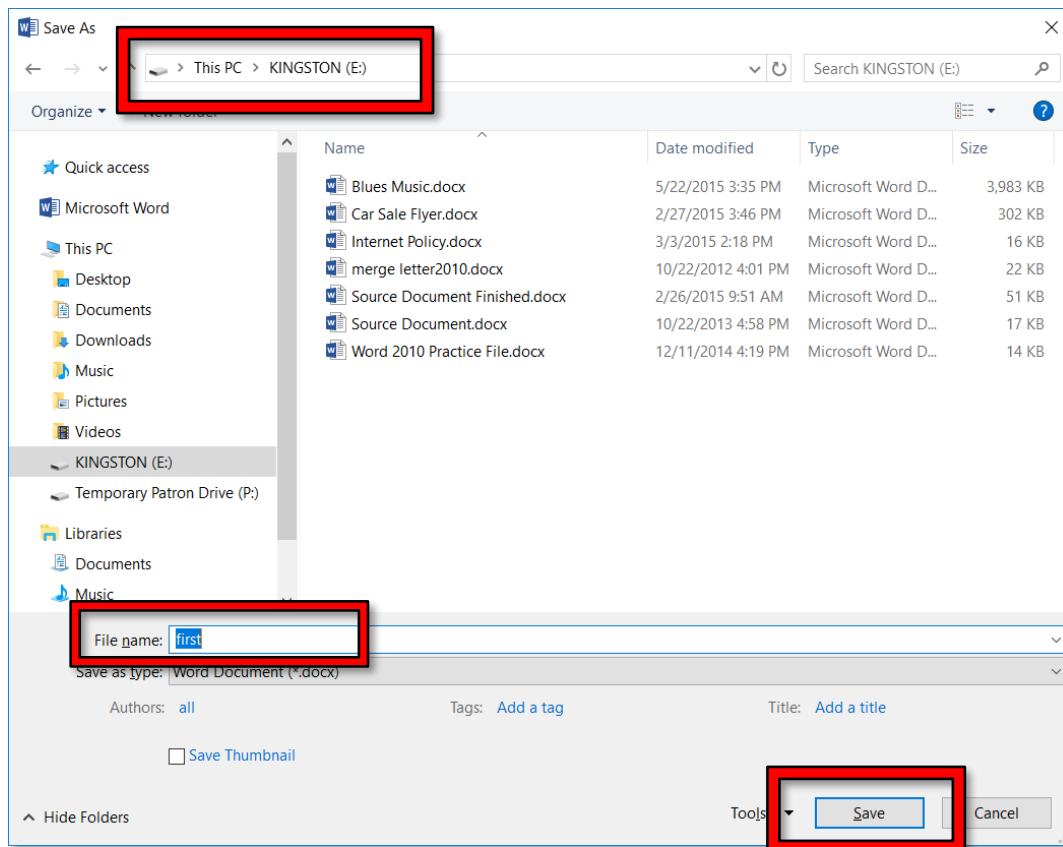 Save As
This PC > KINGSTON (E:)
Search KINGSTON (E:)
Organize
New folder
Name Date modified Type Size
Quick access
Microsoft Word
This PC
Desktop
Documents
Downloads
Music
Pictures
Videos
KINGSTON (E:)
Temporary Patron Drive (P:)
Libraries
Documents
Music
Blues Music.docx 5/22/2015 3:35 PM Microsoft Word D... 3,983 KB
Car Sale Flyer.docx 2/27/2015 3:46 PM Microsoft Word D... 302 KB
Internet Policy.docx 3/3/2015 2:18 PM Microsoft Word D... 16 KB
merge letter2010.docx 10/22/2012 4:01 PM Microsoft Word D... 22 KB
Source Document Finished.docx 2/26/2015 9:51 AM Microsoft Word D... 51 KB
Source Document.docx 10/22/2013 4:58 PM Microsoft Word D... 17 KB
Word 2010 Practice File.docx 12/11/2014 4:19 PM Microsoft Word D... 14 KB
File name: first
Save as type: Word Document (*.docx)
Authors: all Tags: Add a tag Title: Add a title
Save Thumbnail
Hide Folders Tools Save Cancel